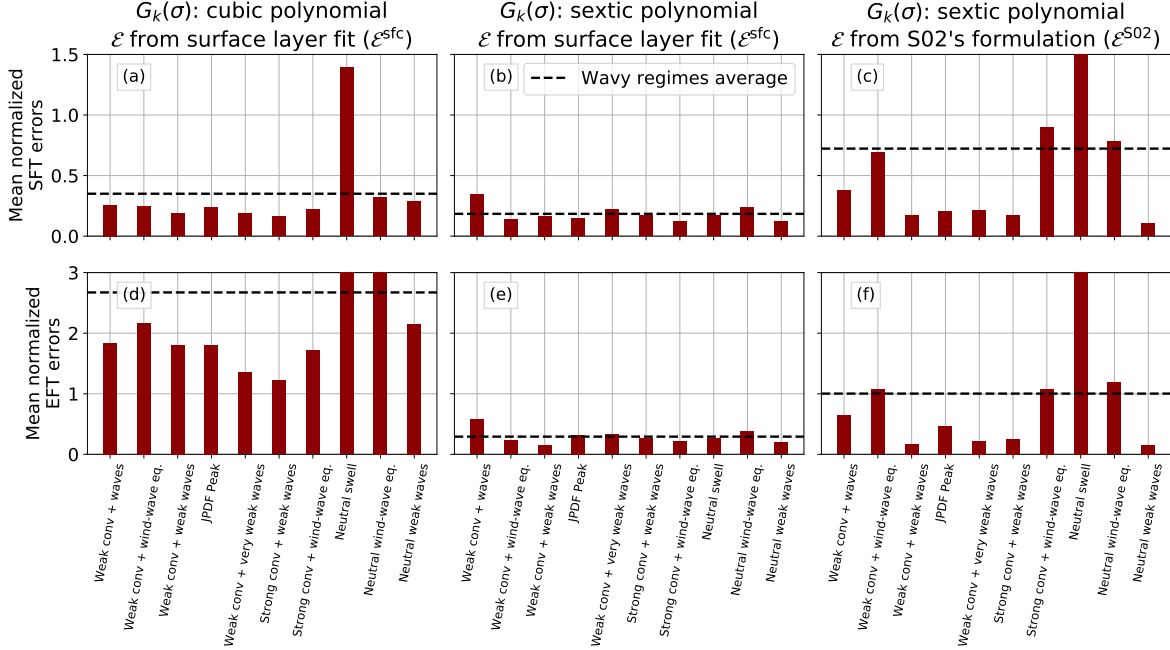 G_k(σ): cubic polynomial
ℰ from surface layer fit (ℰ^sfc)
G_k(σ): sextic polynomial
ℰ from surface layer fit (ℰ^sfc)
G_k(σ): sextic polynomial
ℰ from S02's formulation (ℰ^S02)
Mean normalized
SFT errors
1.5
1.0
0.5
0.0
(a)
(b)
Wavy regimes average
(c)
Mean normalized
EFT errors
3
2
1
0
(d)
(e)
(f)
Weak conv + waves
Weak conv + wind-wave eq.
Weak conv + weak waves
JPDF Peak
Weak conv + very weak waves
Strong conv + weak waves
Strong conv + wind-wave eq.
Neutral swell
Neutral wind-wave eq.
Neutral weak waves
Weak conv + waves
Weak conv + wind-wave eq.
Weak conv + weak waves
JPDF Peak
Weak conv + very weak waves
Strong conv + weak waves
Strong conv + wind-wave eq.
Neutral swell
Neutral wind-wave eq.
Neutral weak waves
Weak conv + waves
Weak conv + wind-wave eq.
Weak conv + weak waves
JPDF Peak
Weak conv + very weak waves
Strong conv + weak waves
Strong conv + wind-wave eq.
Neutral swell
Neutral wind-wave eq.
Neutral weak waves